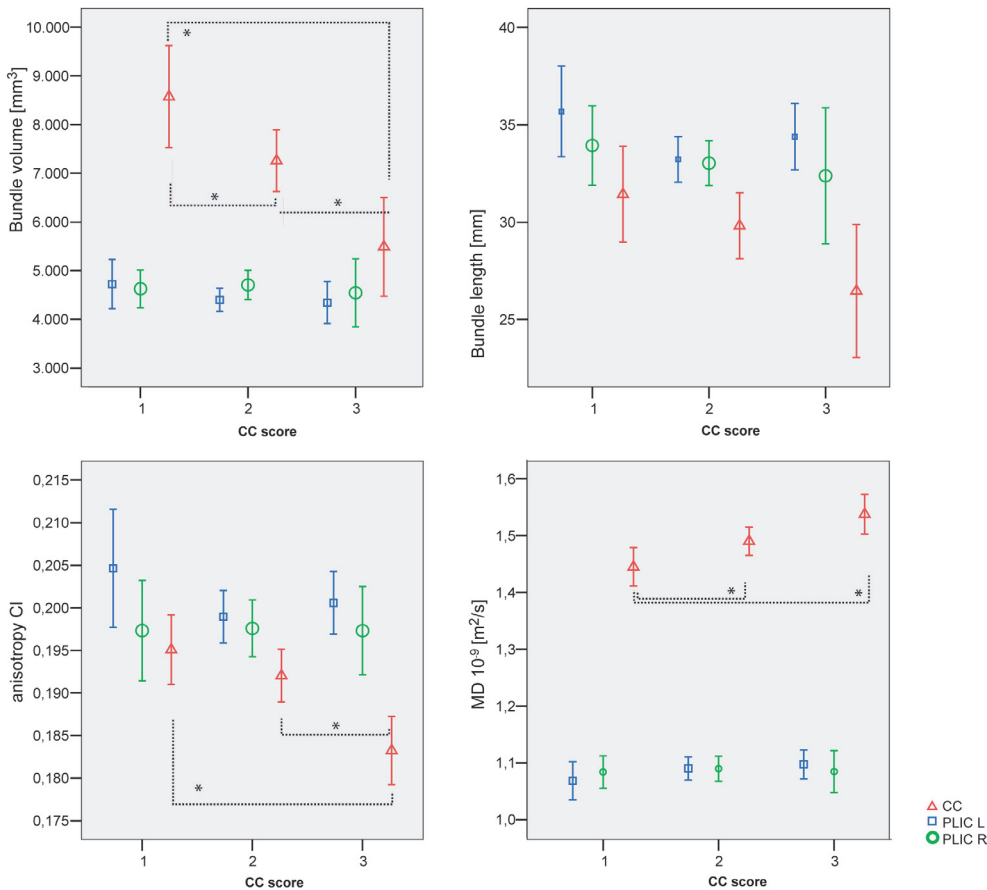 Bundle volume [mm³]
10.000
9.000
8.000
7.000
6.000
5.000
4.000
3.000
*
*
*
1 2 3
CC score
Bundle length [mm]
40
35
30
25
1 2 3
CC score
anisotropy CI
0,215
0,210
0,205
0,200
0,195
0,190
0,185
0,180
0,175
*
*
1 2 3
CC score
MD 10⁻⁹ [m²/s]
1,6
1,5
1,4
1,3
1,2
1,1
1,0
* *
1 2 3
CC score
CC
PLIC L
PLIC R